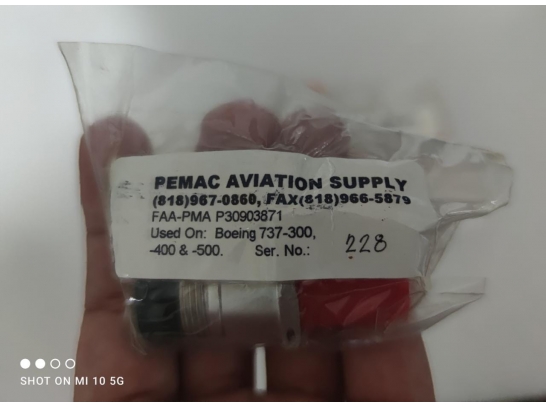 PEMAC AVIATION SUPPLY
(818)967-0860, FAX(818)966-5879
FAA-PMA P30903871
Used On: Boeing 737-300,
-400 & -500. Ser. No.: 228
SHOT ON MI 10 5G